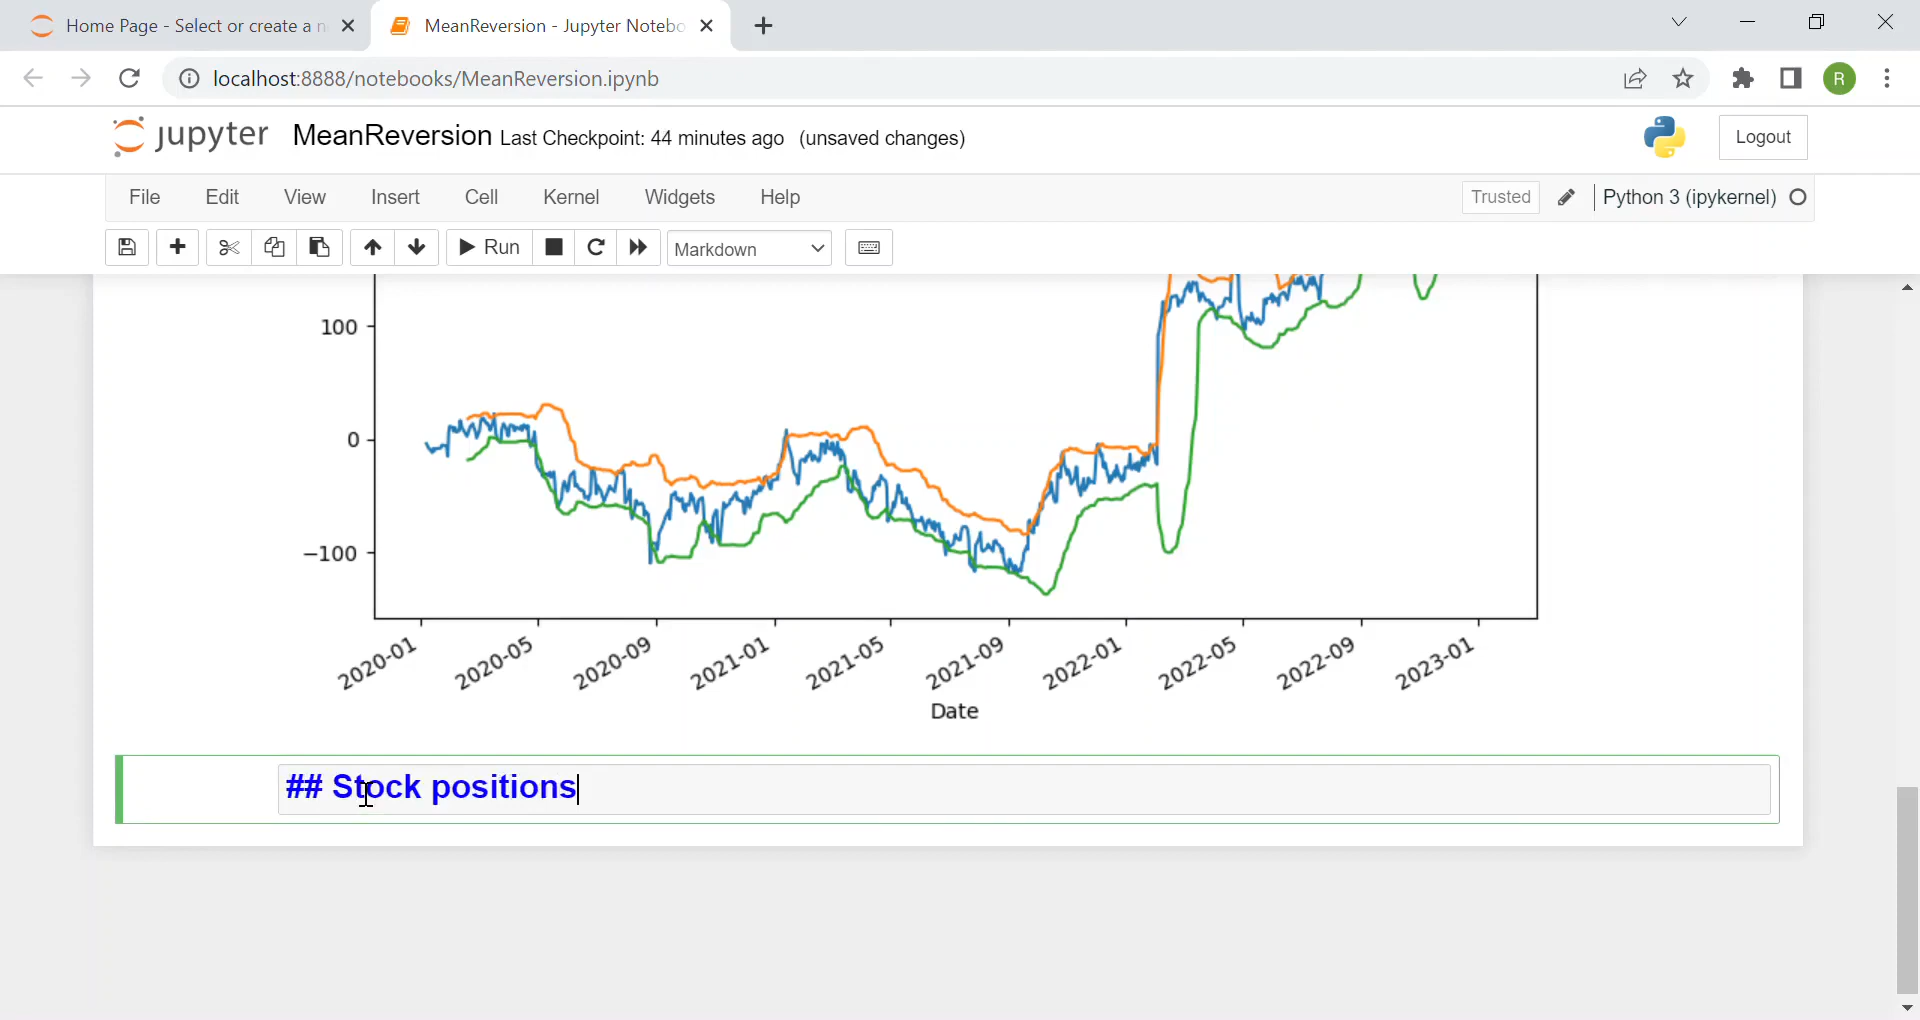 Home Page - Select or create a n
MeanReversion - Jupyter Notebo
localhost:8888/notebooks/MeanReversion.ipynb
R
jupyter MeanReversion Last Checkpoint: 44 minutes ago (unsaved changes)
Logout
File Edit View Insert Cell Kernel Widgets Help
Trusted
Python 3 (ipykernel)
Run
Markdown
100
0
−100
2020-01
2020-05
2020-09
2021-01
2021-05
2021-09
2022-01
2022-05
2022-09
2023-01
Date
## Stock positions